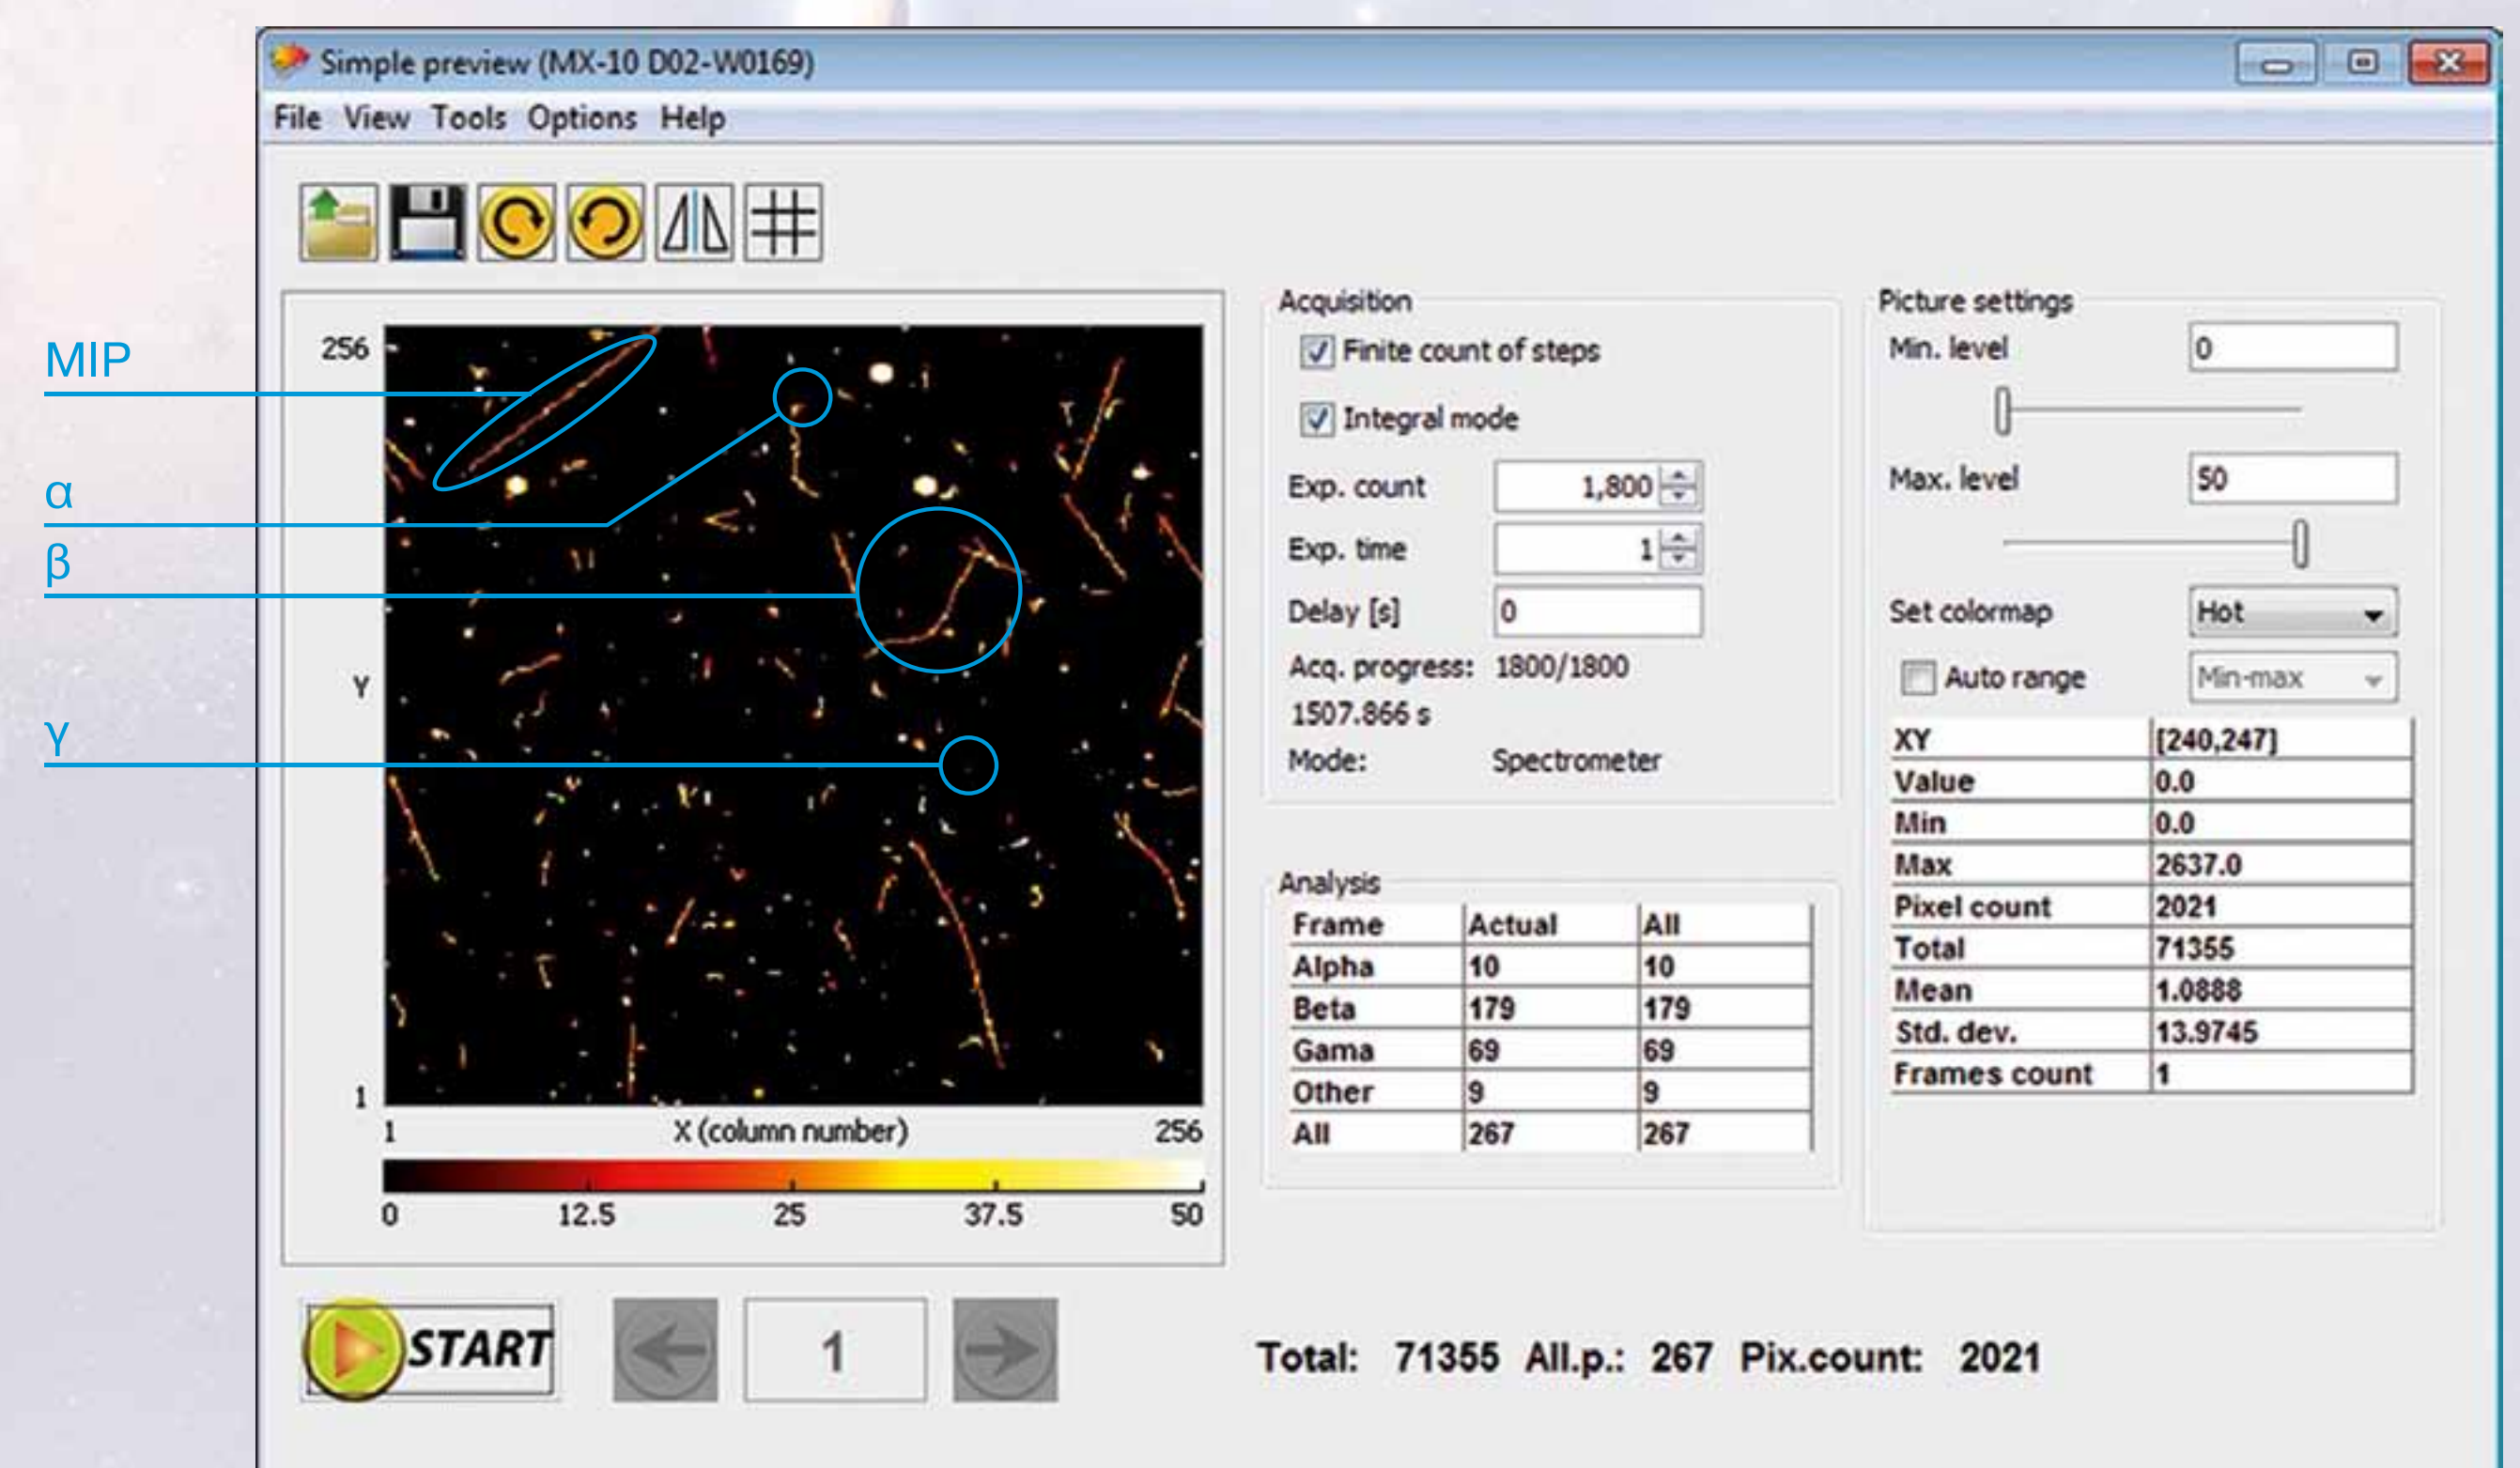 Simple preview (MX-10 D02-W0169)
File View Tools Options Help
MIP
α
β
γ
256
Y
1
1 X (column number) 256
0 12.5 25 37.5 50
START
1
Acquisition
Finite count of steps
Integral mode
Exp. count 1,800
Exp. time 1
Delay [s] 0
Acq. progress: 1800/1800
1507.866 s
Mode: Spectrometer
Analysis
Frame Actual All
Alpha 10 10
Beta 179 179
Gama 69 69
Other 9 9
All 267 267
Picture settings
Min. level 0
Max. level 50
Set colormap Hot
Auto range Min-max
XY [240,247]
Value 0.0
Min 0.0
Max 2637.0
Pixel count 2021
Total 71355
Mean 1.0888
Std. dev. 13.9745
Frames count 1
Total: 71355 All.p.: 267 Pix.count: 2021